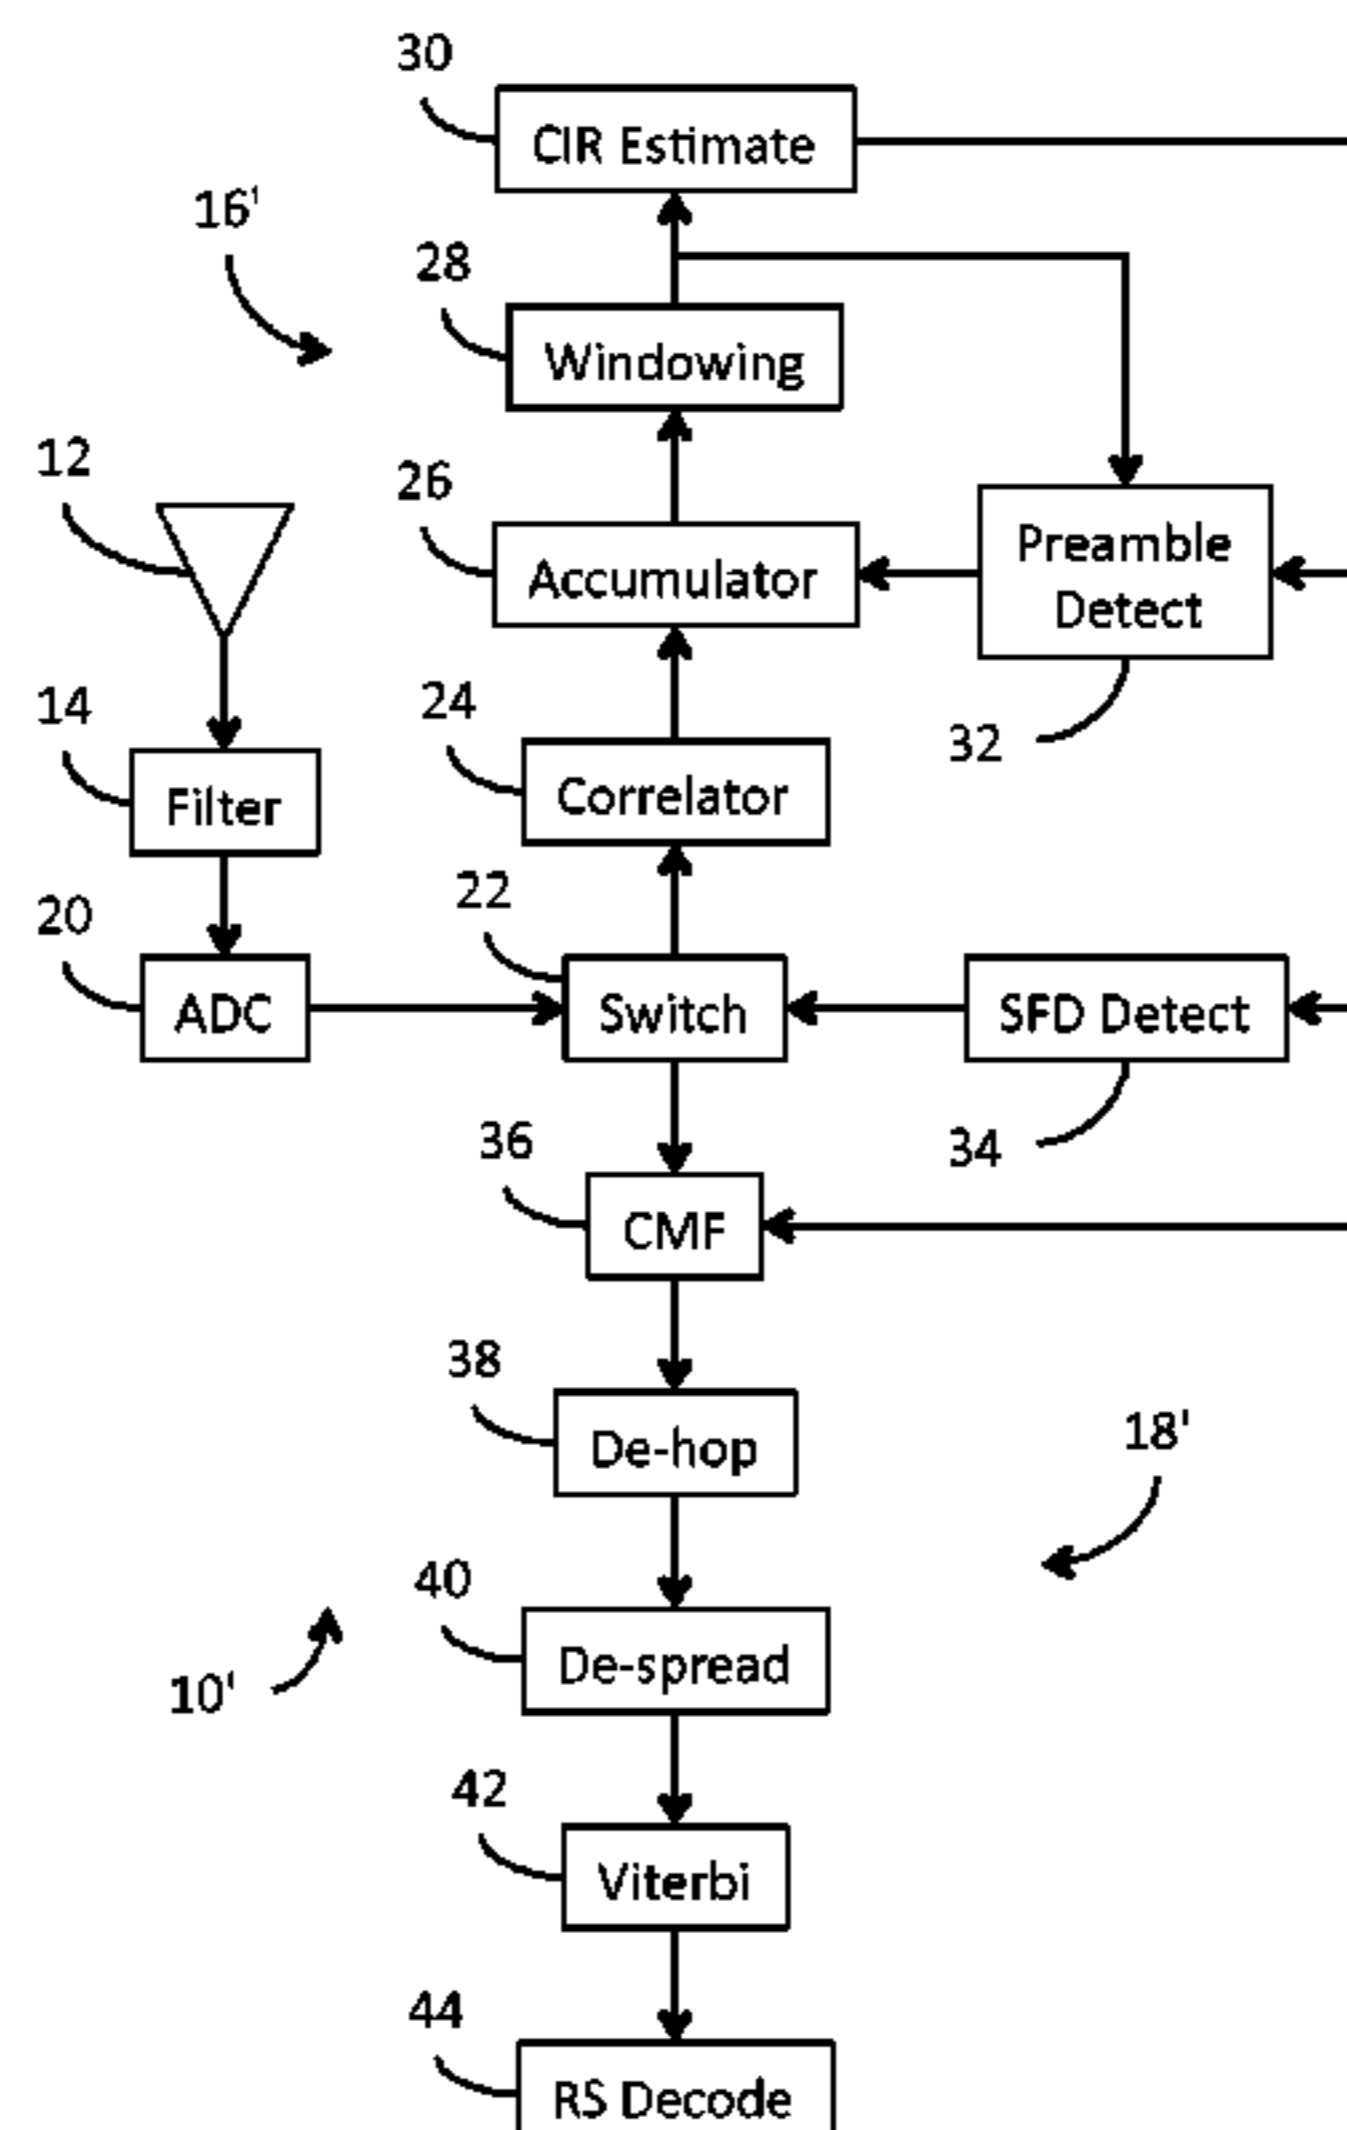 30
CIR Estimate
16'
28
Windowing
12
26
Accumulator
Preamble
Detect
14
24
32
Filter
Correlator
20
22
ADC
Switch
SFD Detect
36
34
CMF
38
De-hop
18'
40
De-spread
10'
42
Viterbi
44
RS Decode